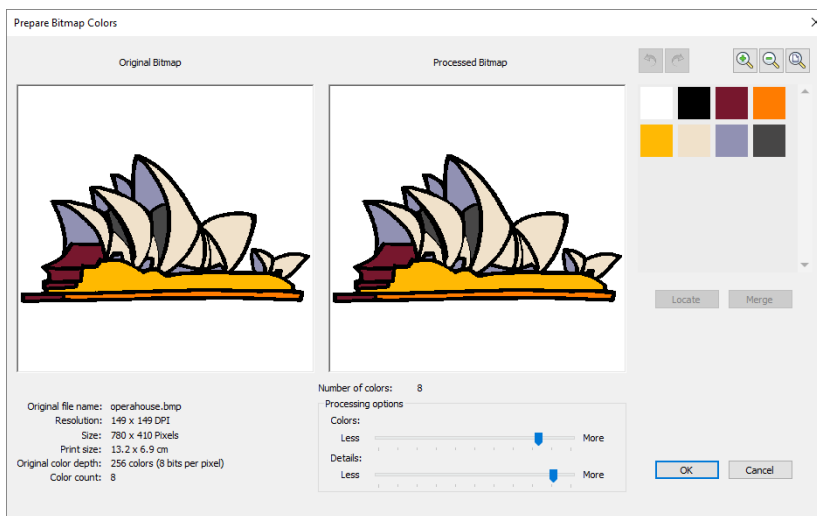 Prepare Bitmap Colors
Original Bitmap
Processed Bitmap
Locate
Merge
Original file name: operahouse.bmp
Resolution: 149 x 149 DPI
Size: 780 x 410 Pixels
Print size: 13.2 x 6.9 cm
Original color depth: 256 colors (8 bits per pixel)
Color count: 8
Number of colors: 8
Processing options
Colors:
Less More
Details:
Less More
OK
Cancel